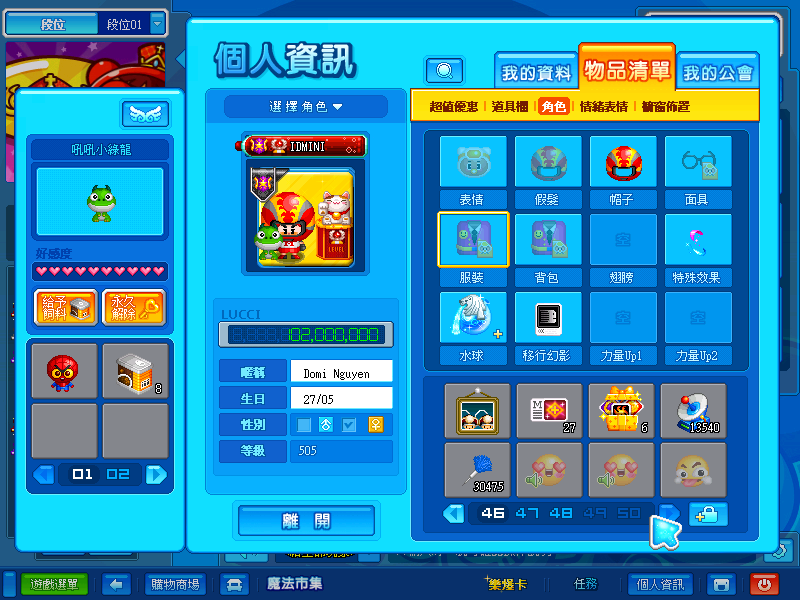 段位 段位01
個人資訊
我的資料 物品清單 我的公會
超值優惠 道具欄 角色 情緒表情 櫥窗佈置
選擇角色
吼吼小綠龍
好感度
給予飼料
永久解除
8
01 02
IDMINI
LEVEL
LUCCI
02,000,000
暱稱 Domi Nguyen
生日 27/05
性別
等級 505
離開
表情 假髮 帽子 面具
服裝 背包 翅膀 特殊效果
空
水球 移行幻影 力量Up1 力量Up2
空 空
M 27 6 13540
30475
46 47 48 49 50
遊戲選單 購物商場 魔法市集 樂爆卡 任務 個人資訊